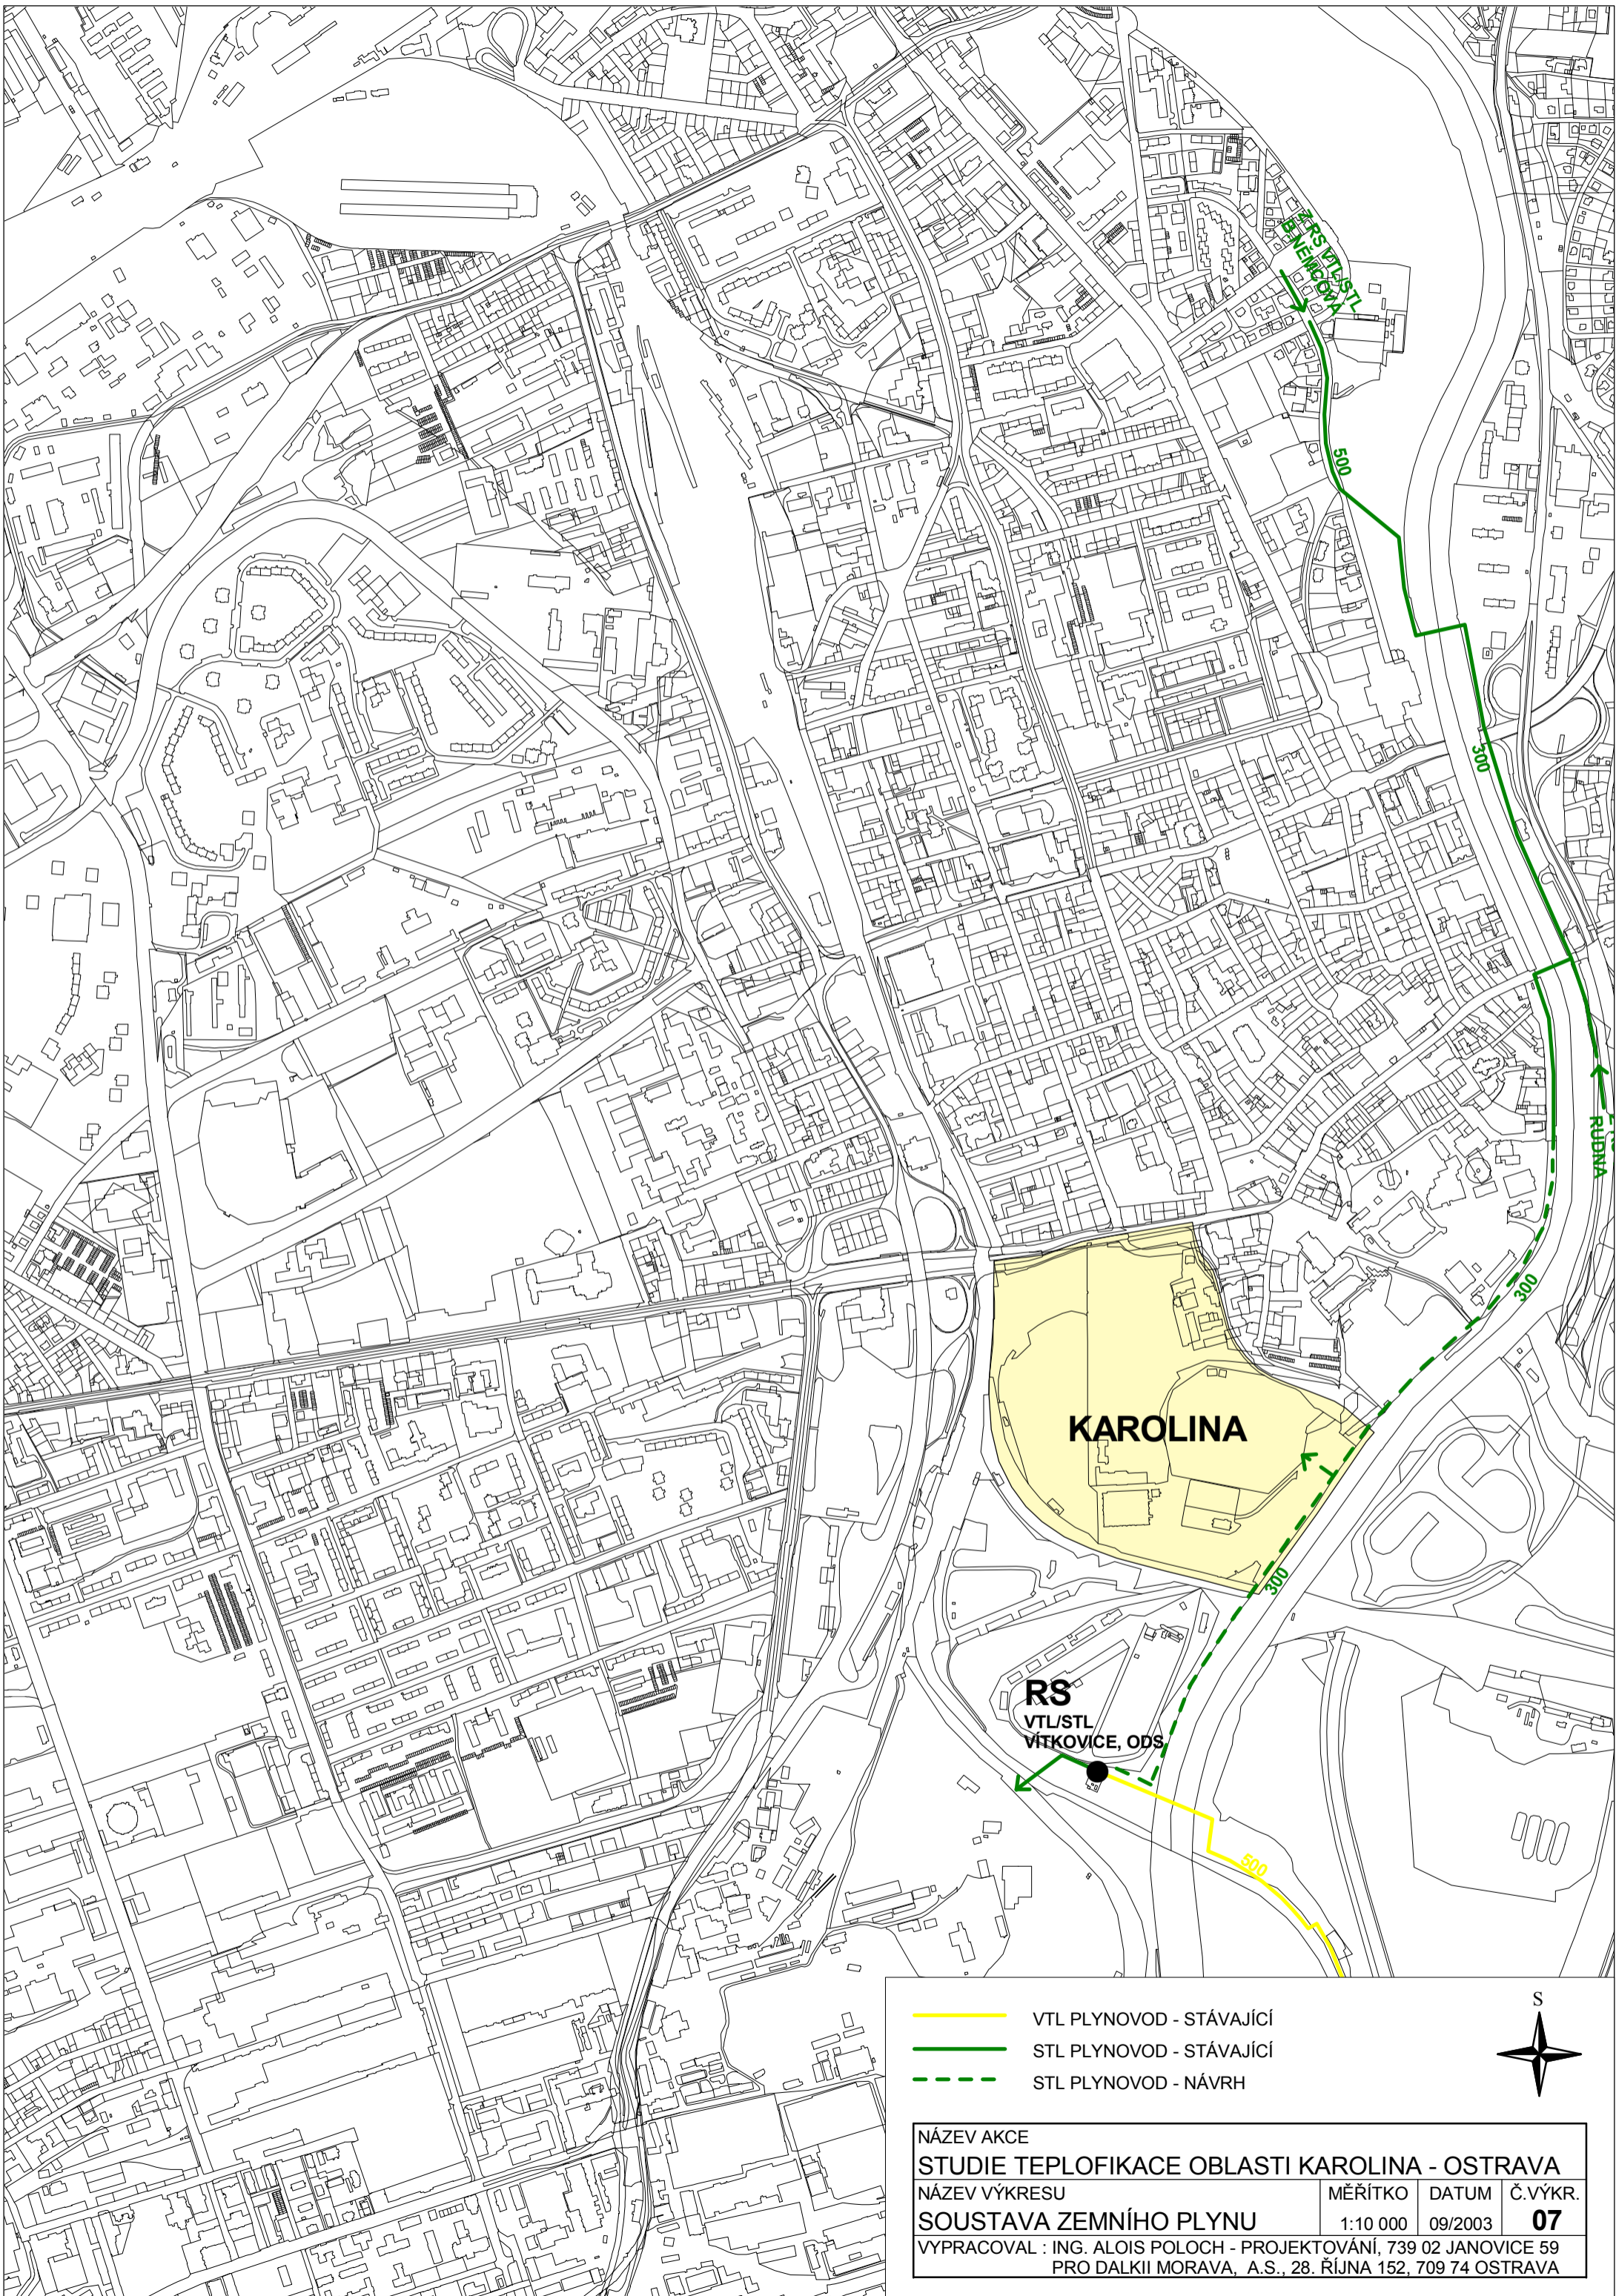 Z RS VTL/STL
B.NĚMCOVÁ
500
300
RUDNÁ
300
KAROLINA
300
RS
VTL/STL
VÍTKOVICE, ODS
500
VTL PLYNOVOD - STÁVAJÍCÍ
STL PLYNOVOD - STÁVAJÍCÍ
STL PLYNOVOD - NÁVRH
S
NÁZEV AKCE
STUDIE TEPLOFIKACE OBLASTI KAROLINA - OSTRAVA
NÁZEV VÝKRESU MĚŘÍTKO DATUM Č.VÝKR.
SOUSTAVA ZEMNÍHO PLYNU 1:10 000 09/2003 07
VYPRACOVAL : ING. ALOIS POLOCH - PROJEKTOVÁNÍ, 739 02 JANOVICE 59
PRO DALKII MORAVA, A.S., 28. ŘÍJNA 152, 709 74 OSTRAVA